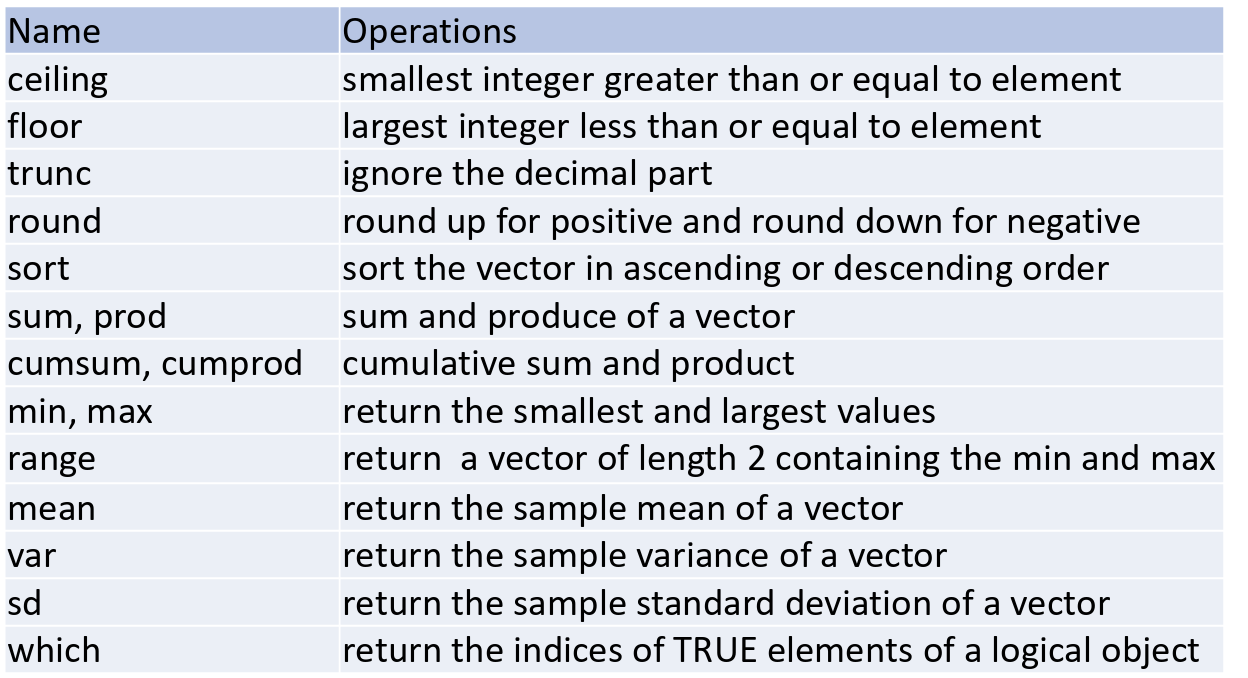 Name Operations
ceiling smallest integer greater than or equal to element
floor largest integer less than or equal to element
trunc ignore the decimal part
round round up for positive and round down for negative
sort sort the vector in ascending or descending order
sum, prod sum and produce of a vector
cumsum, cumprod cumulative sum and product
min, max return the smallest and largest values
range return  a vector of length 2 containing the min and max
mean return the sample mean of a vector
var return the sample variance of a vector
sd return the sample standard deviation of a vector
which return the indices of TRUE elements of a logical object